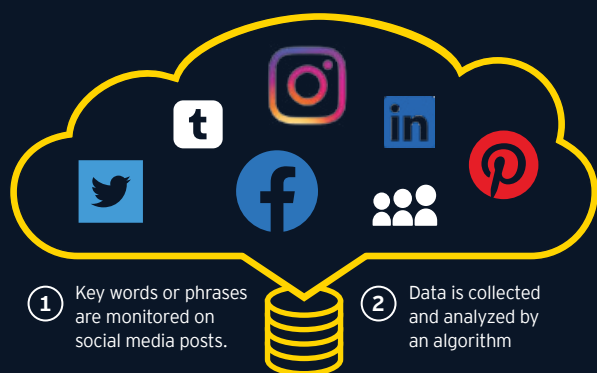 t
in
f
1 Key words or phrases
are monitored on
social media posts.
2 Data is collected
and analyzed by
an algorithm